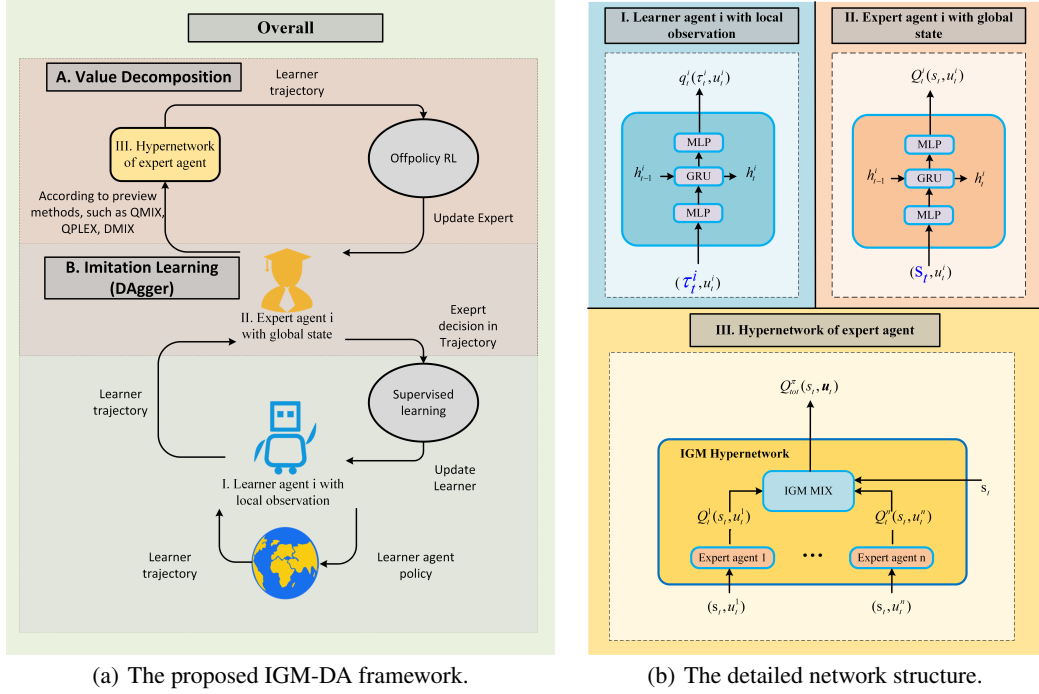 Overall
A. Value Decomposition
Learner
trajectory
III. Hypernetwork
of expert agent
Offpolicy RL
According to preview
methods, such as QMIX,
QPLEX, DMIX
Update Expert
B. Imitation Learning
(DAgger)
II. Expert agent i
with global state
Exeprt
decision in
Trajectory
Learner
trajectory
Supervised
learning
Update
Learner
I. Learner agent i with
local observation
Learner
trajectory
Learner agent
policy
(a) The proposed IGM-DA framework.
I. Learner agent i with local
observation
q_t^i(τ_t^i, u_t^i)
MLP
h_{t-1}^i
GRU
h_t^i
MLP
(τ_t^i, u_t^i)
II. Expert agent i with global
state
Q_t^i(s_t, u_t^i)
MLP
h_{t-1}^i
GRU
h_t^i
MLP
(s_t, u_t^i)
III. Hypernetwork of expert agent
Q_{tot}^π(s_t, u_t)
IGM Hypernetwork
IGM MIX
s_t
Q_t^1(s_t, u_t^1)
Q_t^n(s_t, u_t^n)
Expert agent 1
...
Expert agent n
(s_t, u_t^1)
(s_t, u_t^n)
(b) The detailed network structure.